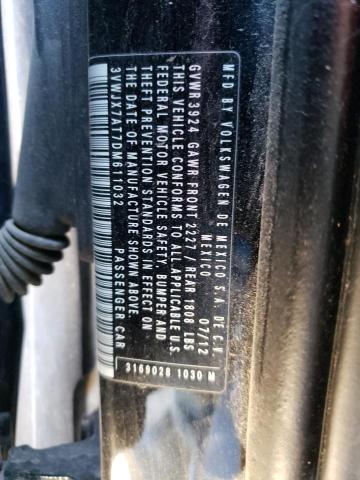 MFD BY VOLKSWAGEN DE MEXICO S.A. DE C.V.
MEXICO 07/12
GVWR 3924 GAWR FRONT 2227 / REAR 1808 LBS
THIS VEHICLE CONFORMS TO ALL APPLICABLE U.S.
FEDERAL MOTOR VEHICLE SAFETY, BUMPER AND
THEFT PREVENTION STANDARDS IN EFFECT ON
THE DATE OF MANUFACTURE SHOWN ABOVE.
3VWJX7AT7DM611032 PASSENGER CAR
3169028 1030 M